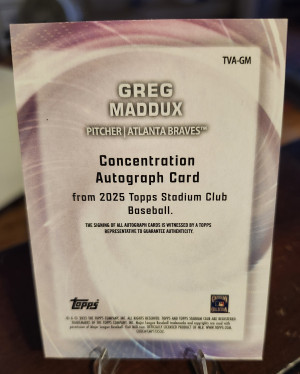 TVA-GM
GREG
MADDUX
PITCHER | ATLANTA BRAVES™
Concentration
Autograph Card
from 2025 Topps Stadium Club
Baseball.
THE SIGNING OF ALL AUTOGRAPH CARDS IS WITNESSED BY A TOPPS
REPRESENTATIVE TO GUARANTEE AUTHENTICITY.
topps